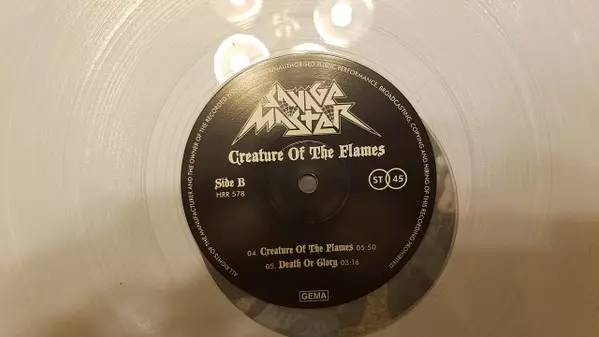 SAVAGE
MASTER
Creature Of The Flames
Side B
HRR 578
ST 45
04. Creature Of The Flames 05:50
05. Death Or Glory 03:16
GEMA
ALL RIGHTS OF THE MANUFACTURER AND THE OWNER OF THE RECORDED
UNAUTHORISED PUBLIC PERFORMANCE, BROADCASTING, COPYING AND HIRING OF THIS RECORDING PROHIBITED